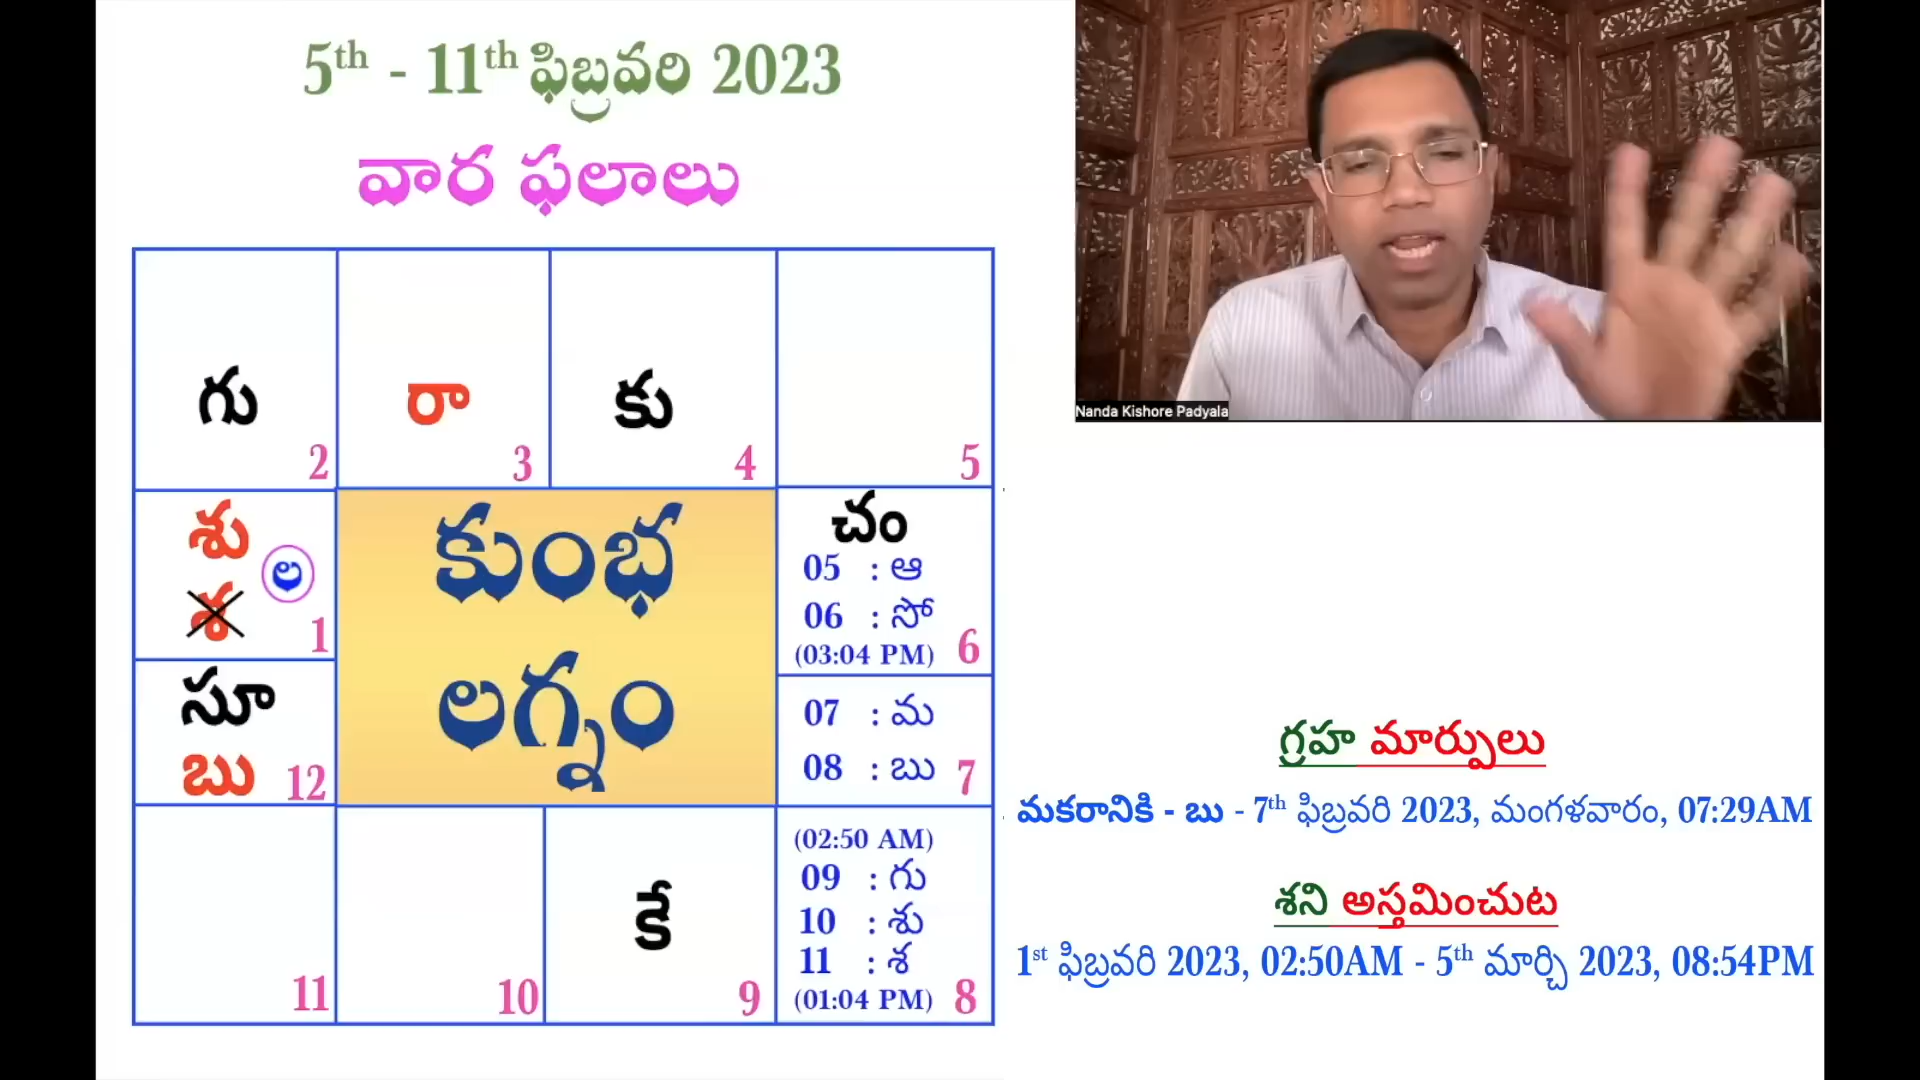 5th - 11th ఫిబ్రవరి 2023
వార ఫలాలు
గు
2
రా
3
కు
4
5
శు
ల
శ
1
కుంభ
లగ్నం
చం
05 : ఆ
06 : సో
(03:04 PM)
6
సూ
బు 12
07 : మ
08 : బు
7
11
10
కే
9
(02:50 AM)
09 : గు
10 : శు
11 : శ
(01:04 PM)
8
Nanda Kishore Padyala
గ్రహ మార్పులు
మకరానికి - బు - 7th ఫిబ్రవరి 2023, మంగళవారం, 07:29AM
శని అస్తమించుట
1st ఫిబ్రవరి 2023, 02:50AM - 5th మార్చి 2023, 08:54PM